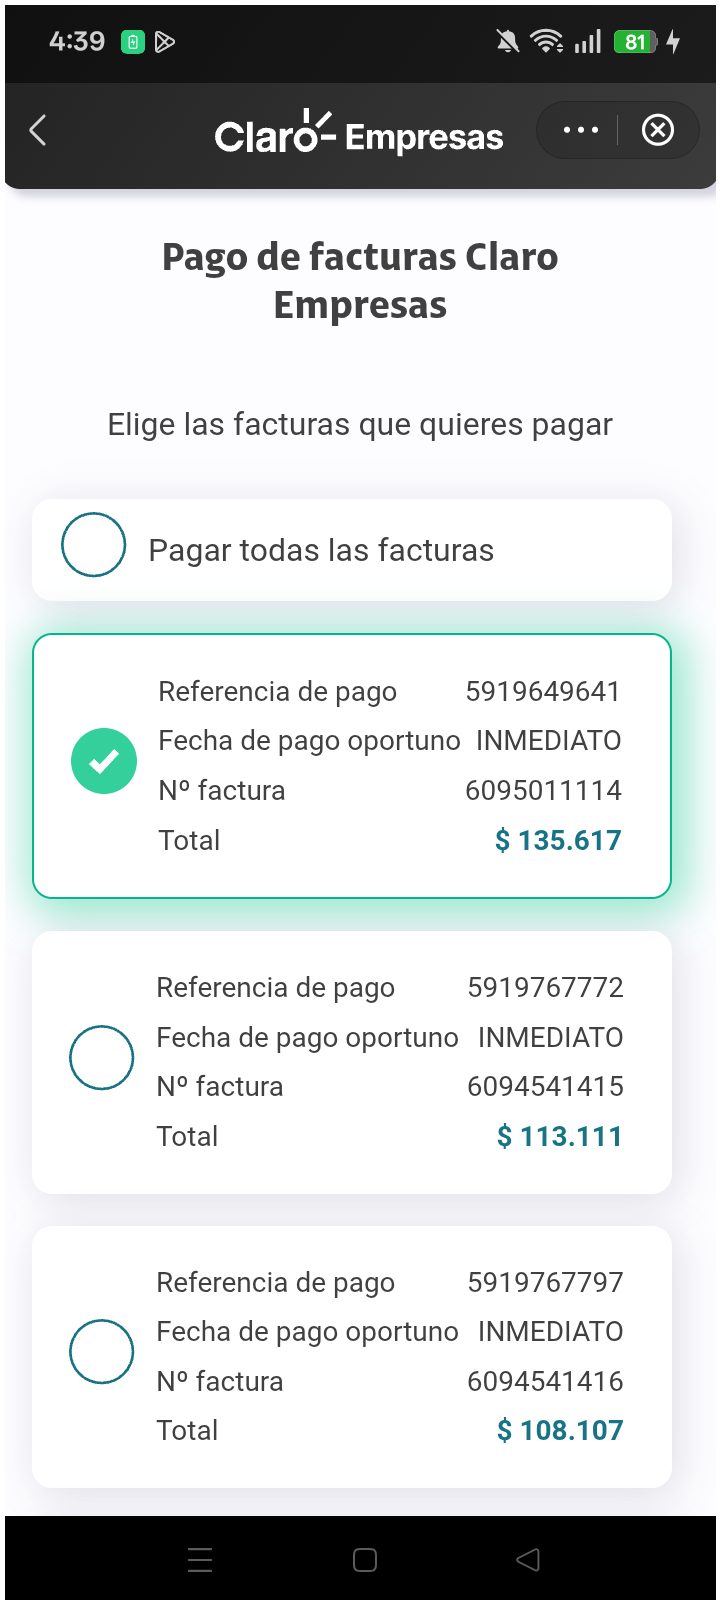 4:39
81
Claro Empresas
Pago de facturas Claro
Empresas
Elige las facturas que quieres pagar
Pagar todas las facturas
Referencia de pago 5919649641
Fecha de pago oportuno INMEDIATO
Nº factura 6095011114
Total $ 135.617
Referencia de pago 5919767772
Fecha de pago oportuno INMEDIATO
Nº factura 6094541415
Total $ 113.111
Referencia de pago 5919767797
Fecha de pago oportuno INMEDIATO
Nº factura 6094541416
Total $ 108.107